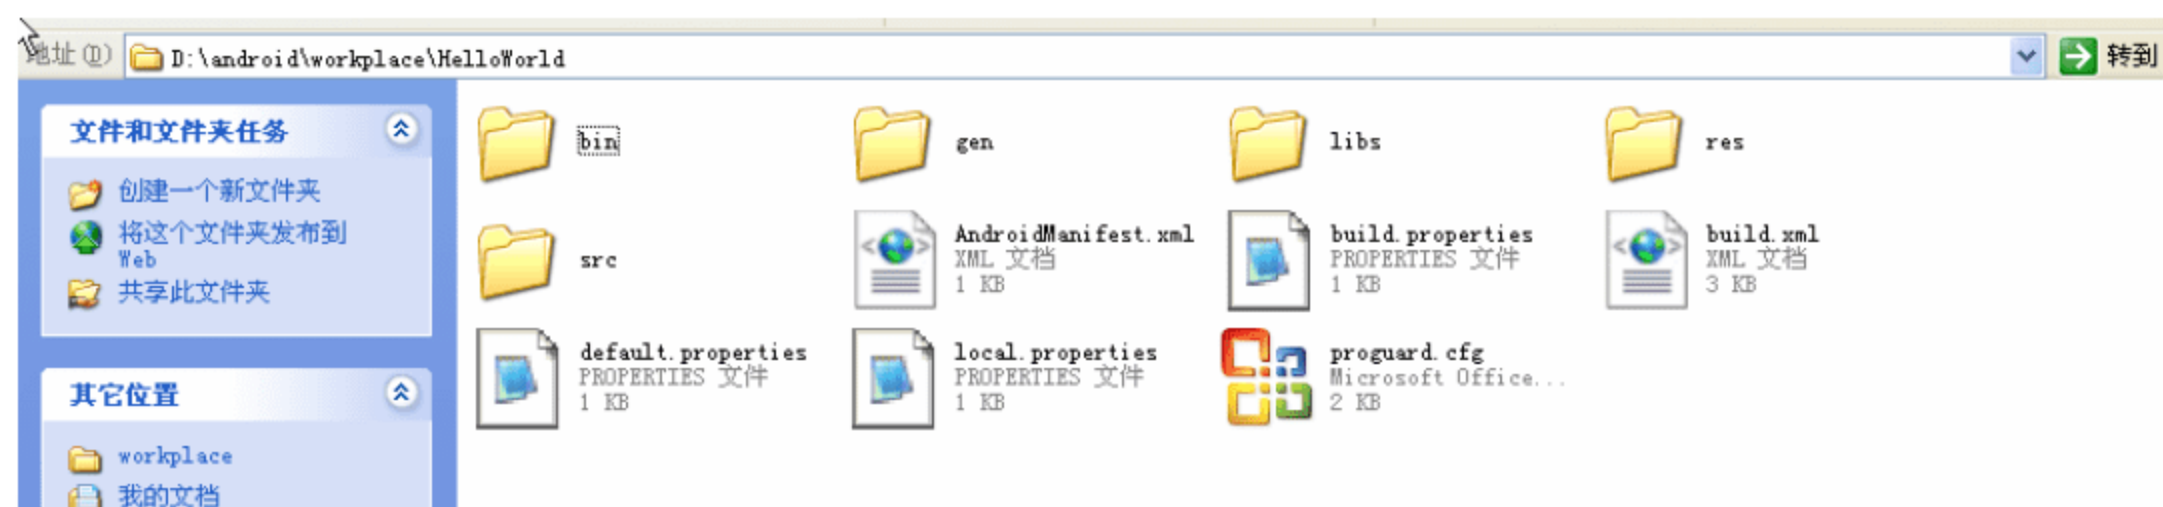 地址(D) D:\android\workplace\HelloWorld 转到
文件和文件夹任务
创建一个新文件夹
将这个文件夹发布到
Web
共享此文件夹
其它位置
workplace
我的文档
bin
gen
libs
res
src
AndroidManifest.xml
XML 文档
1 KB
build.properties
PROPERTIES 文件
1 KB
build.xml
XML 文档
3 KB
default.properties
PROPERTIES 文件
1 KB
local.properties
PROPERTIES 文件
1 KB
proguard.cfg
Microsoft Office...
2 KB